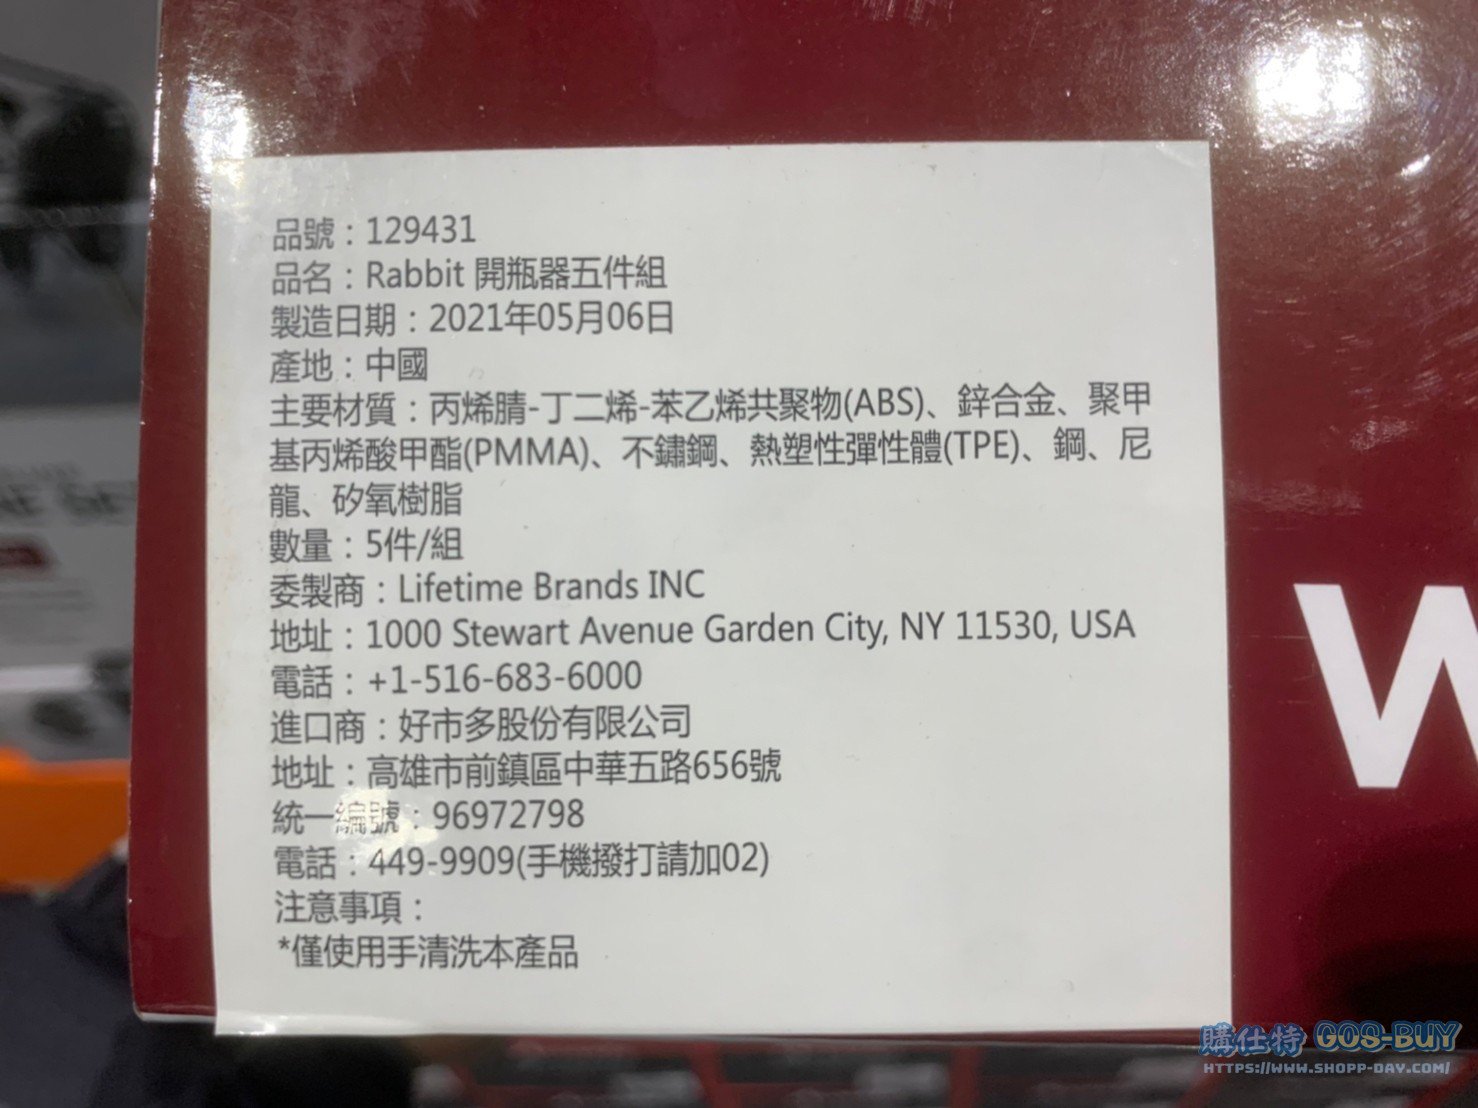 品號：129431
品名：Rabbit 開瓶器五件組
製造日期：2021年05月06日
產地：中國
主要材質：丙烯腈-丁二烯-苯乙烯共聚物(ABS)、鋅合金、聚甲
基丙烯酸甲酯(PMMA)、不鏽鋼、熱塑性彈性體(TPE)、鋼、尼
龍、矽氧樹脂
數量：5件/組
委製商：Lifetime Brands INC
地址：1000 Stewart Avenue Garden City, NY 11530, USA
電話：+1-516-683-6000
進口商：好市多股份有限公司
地址：高雄市前鎮區中華五路656號
統一編號：96972798
電話：449-9909(手機撥打請加02)
注意事項：
*僅使用手清洗本產品
W
購仕特 GOS-BUY
HTTPS://WWW.SHOPP-DAY.COM/